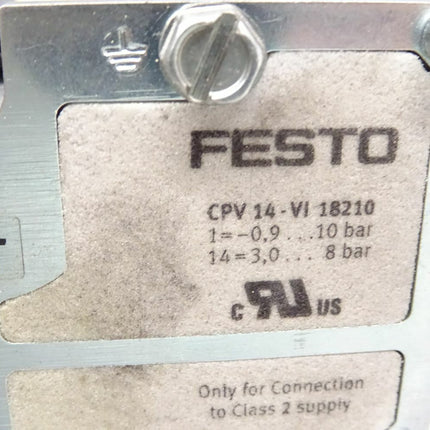 FESTO
CPV 14-VI 18210
1=-0,9...10 bar
14=3,0... 8 bar
C RU US
Only for Connection
to Class 2 supply